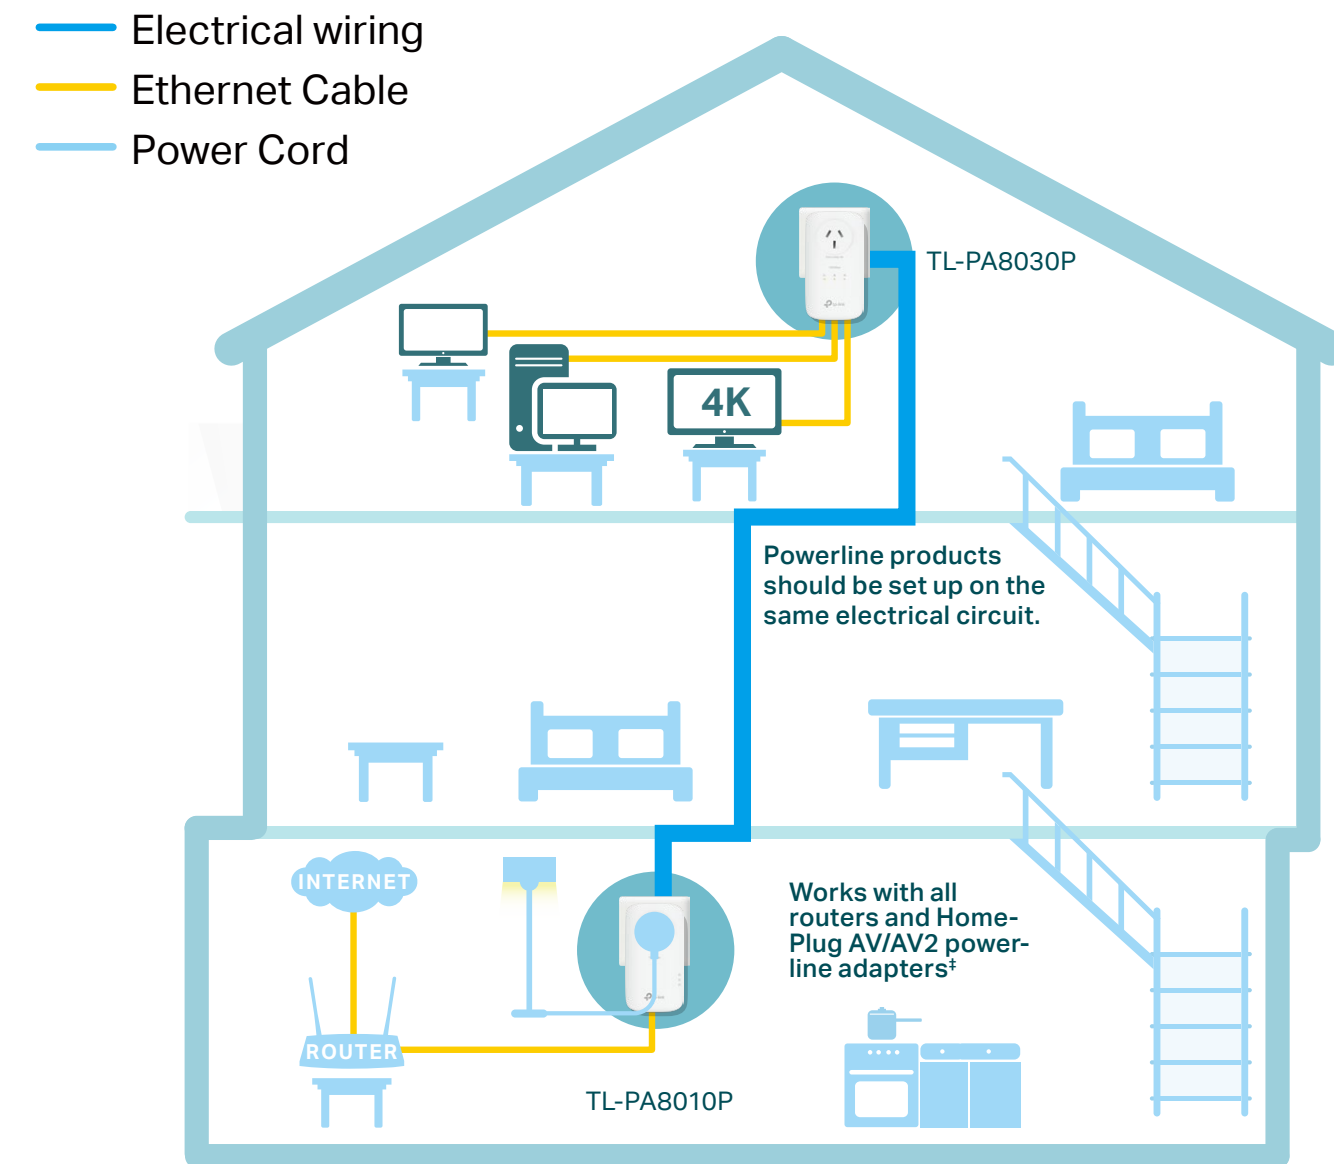 Electrical wiring
Ethernet Cable
Power Cord
TL-PA8030P
4K
Powerline products
should be set up on the
same electrical circuit.
INTERNET
Works with all
routers and Home-
Plug AV/AV2 power-
line adapters‡
ROUTER
TL-PA8010P